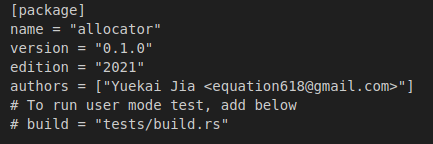 [package]
name = "allocator"
version = "0.1.0"
edition = "2021"
authors = ["Yuekai Jia <equation618@gmail.com>"]
# To run user mode test, add below
# build = "tests/build.rs"